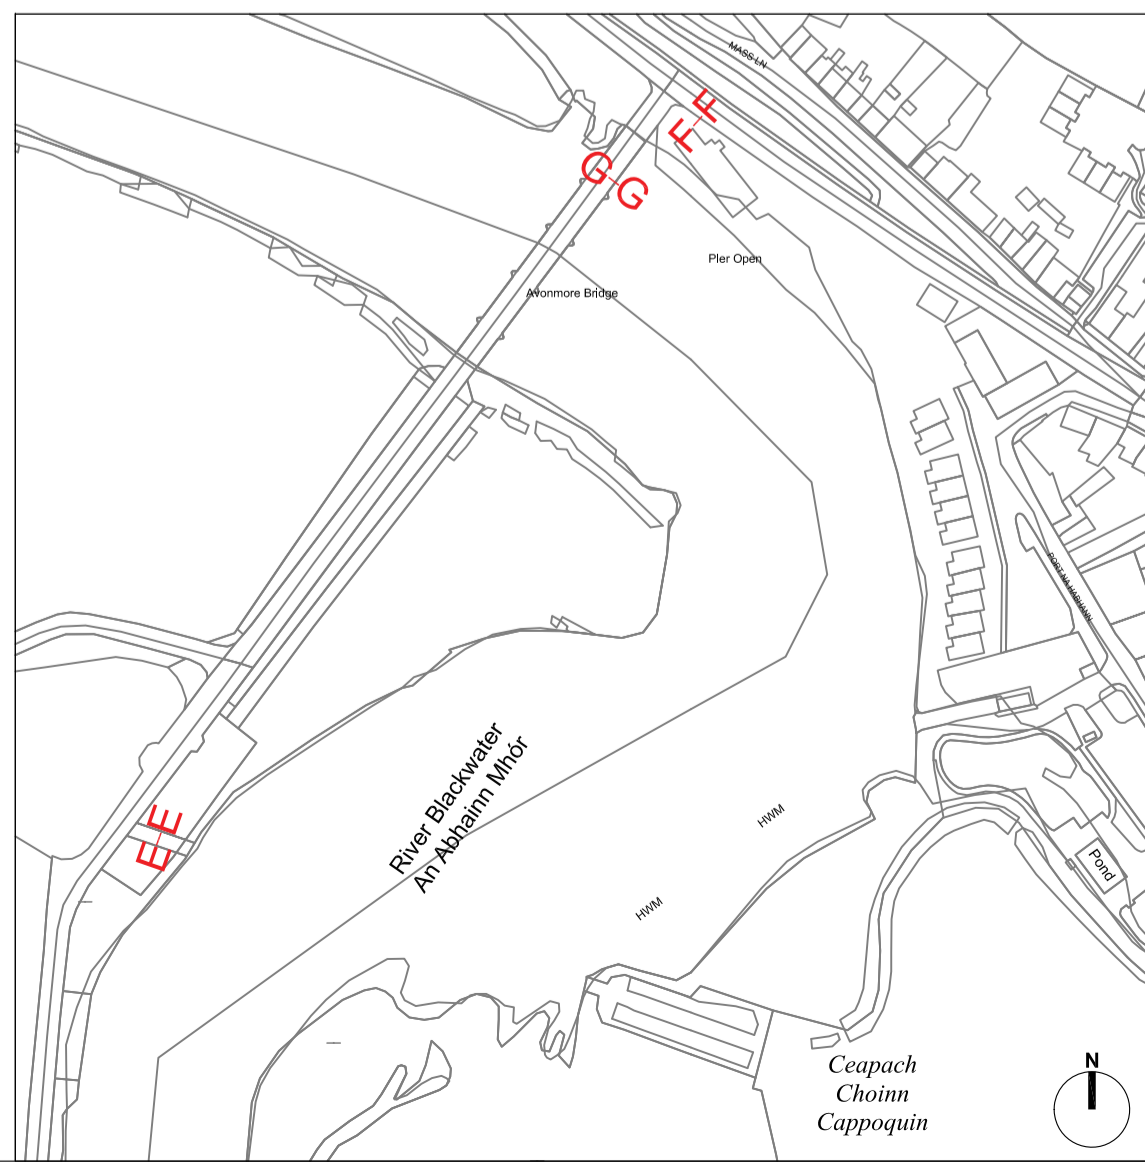 MASS LN
F-F
G-G
PIer Open
Avonmore Bridge
PORT NA HABHANN
River Blackwater
An Abhainn Mhór
HWM
E-E
Pond
HWM
Ceapach
Choinn
Cappoquin
N